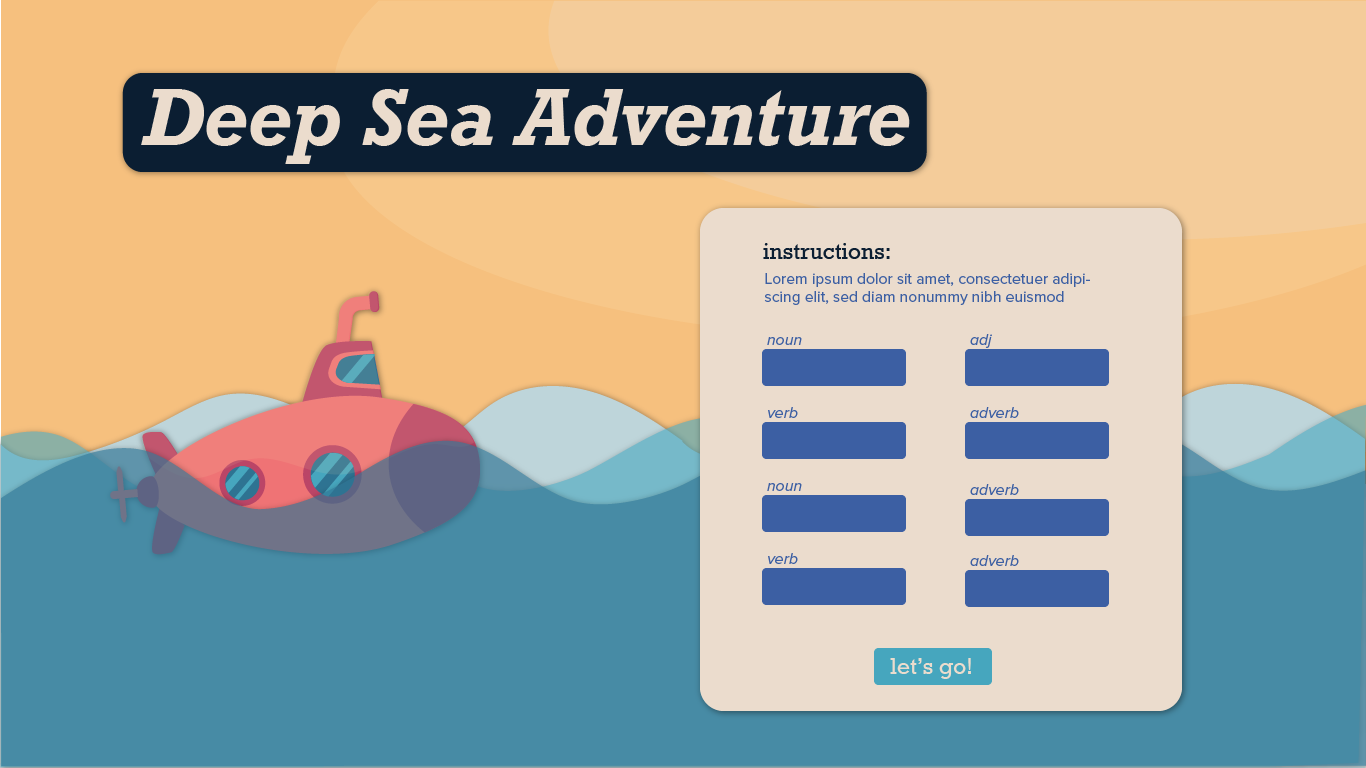 Deep Sea Adventure
instructions:
Lorem ipsum dolor sit amet, consectetuer adipi-
scing elit, sed diam nonummy nibh euismod
noun
adj
verb
adverb
noun
adverb
verb
adverb
let's go!